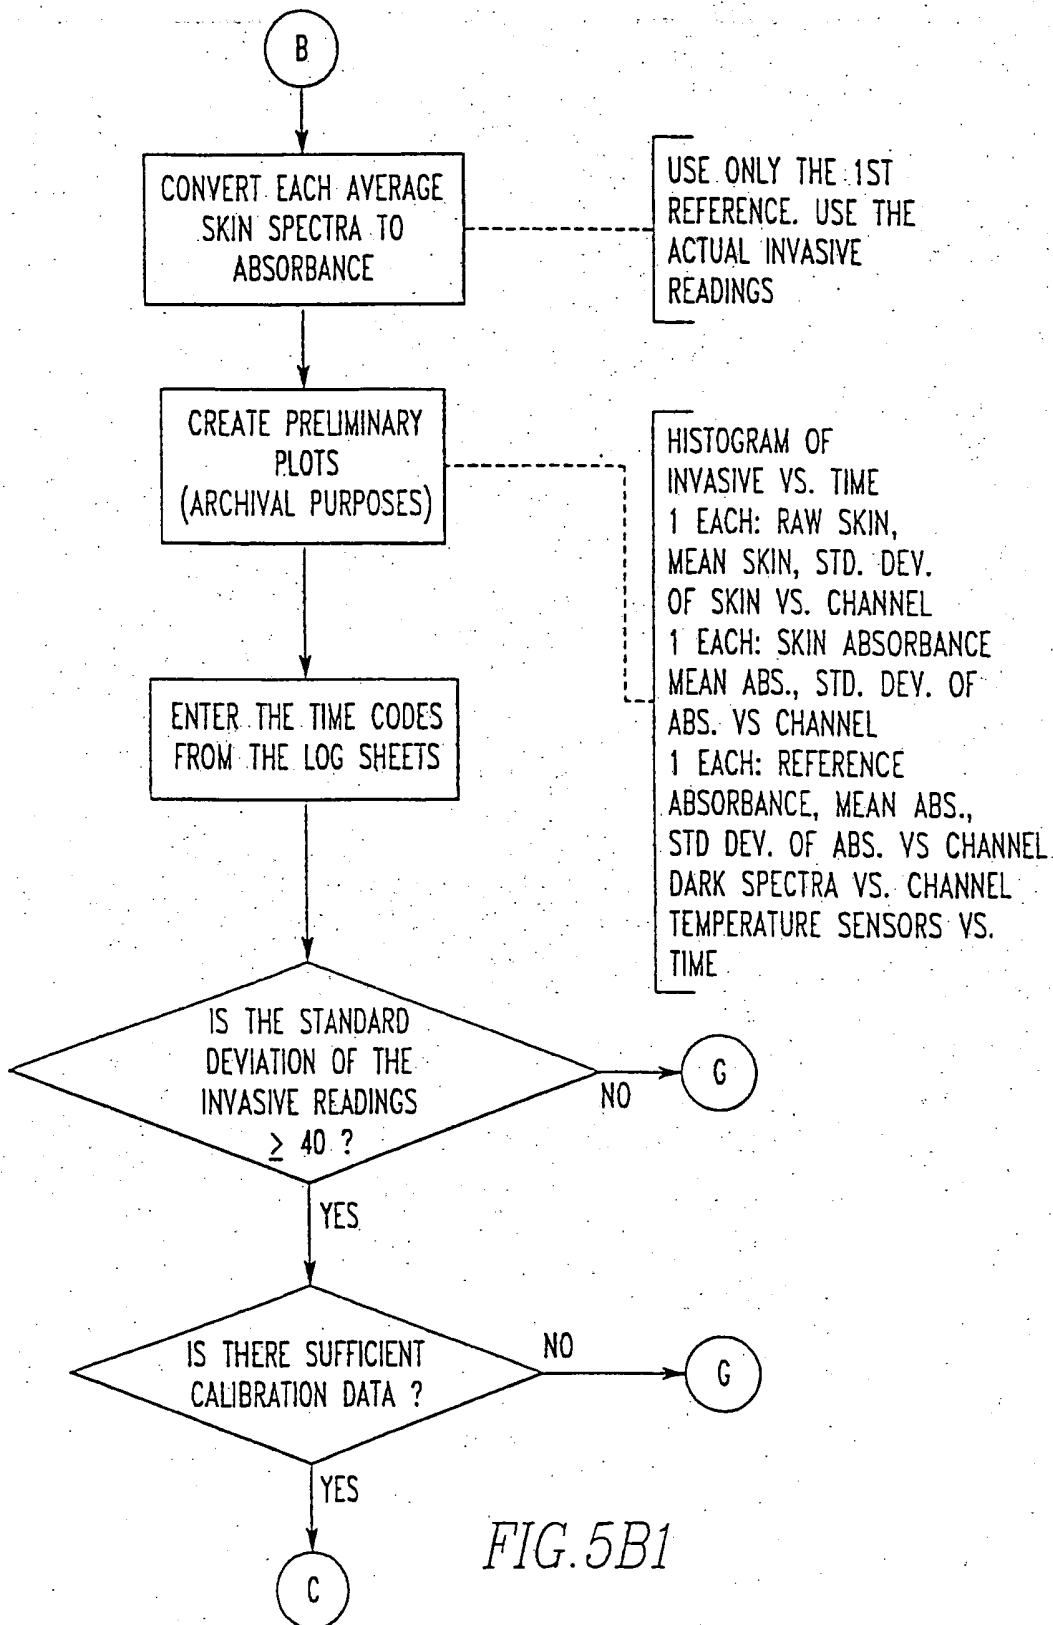 B
CONVERT EACH AVERAGE
SKIN SPECTRA TO
ABSORBANCE
USE ONLY THE 1ST
REFERENCE. USE THE
ACTUAL INVASIVE
READINGS
CREATE PRELIMINARY
PLOTS
(ARCHIVAL PURPOSES)
HISTOGRAM OF
INVASIVE VS. TIME
1 EACH: RAW SKIN,
MEAN SKIN, STD. DEV.
OF SKIN VS. CHANNEL
1 EACH: SKIN ABSORBANCE
MEAN ABS., STD. DEV. OF
ABS. VS CHANNEL
1 EACH: REFERENCE
ABSORBANCE, MEAN ABS.,
STD DEV. OF ABS. VS CHANNEL
DARK SPECTRA VS. CHANNEL
TEMPERATURE SENSORS VS.
TIME
ENTER THE TIME CODES
FROM THE LOG SHEETS
IS THE STANDARD
DEVIATION OF THE
INVASIVE READINGS
≥ 40 ?
NO
G
YES
IS THERE SUFFICIENT
CALIBRATION DATA ?
NO
G
YES
C
FIG.5B1